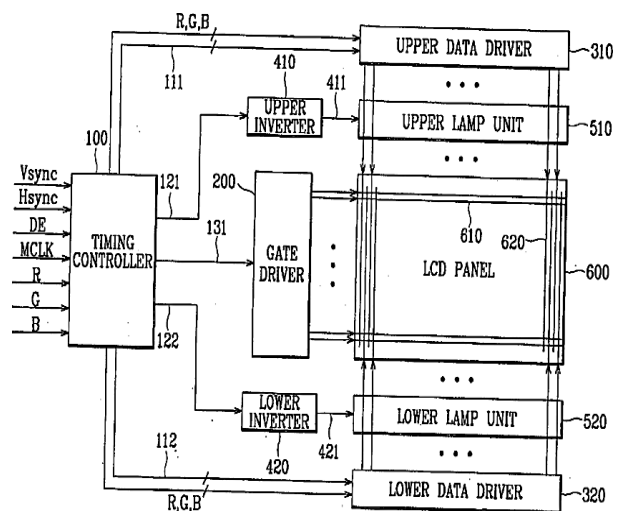 R,G,B
111
UPPER DATA DRIVER
310
410
UPPER
INVERTER
411
UPPER LAMP UNIT
510
100
Vsync
Hsync
DE
MCLK
R
G
B
TIMING
CONTROLLER
121
131
122
200
GATE
DRIVER
610
620
LCD PANEL
600
LOWER
INVERTER
420
421
LOWER LAMP UNIT
520
112
R,G,B
LOWER DATA DRIVER
320